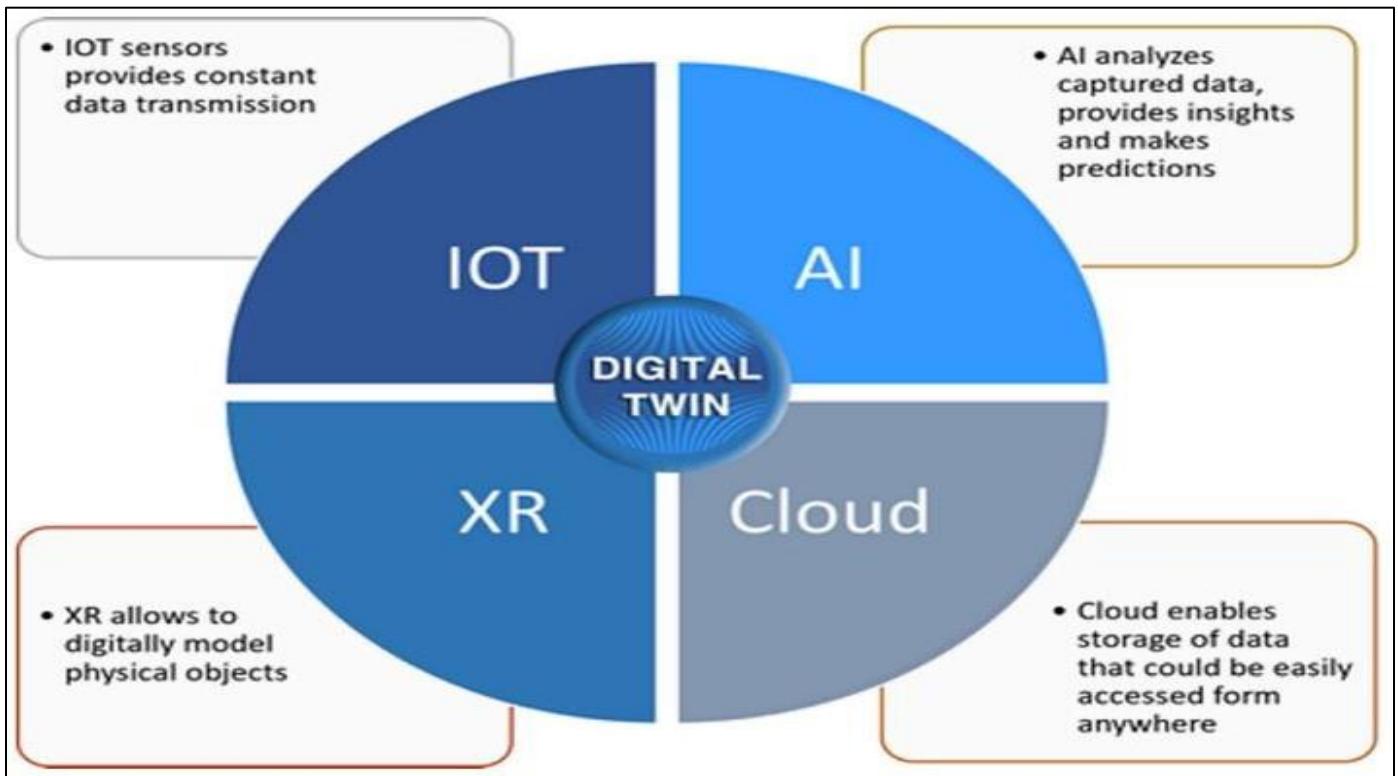 • IOT sensors
provides constant
data transmission
• AI analyzes
captured data,
provides insights
and makes
predictions
IOT
AI
DIGITAL
TWIN
XR
Cloud
• XR allows to
digitally model
physical objects
• Cloud enables
storage of data
that could be easily
accessed form
anywhere